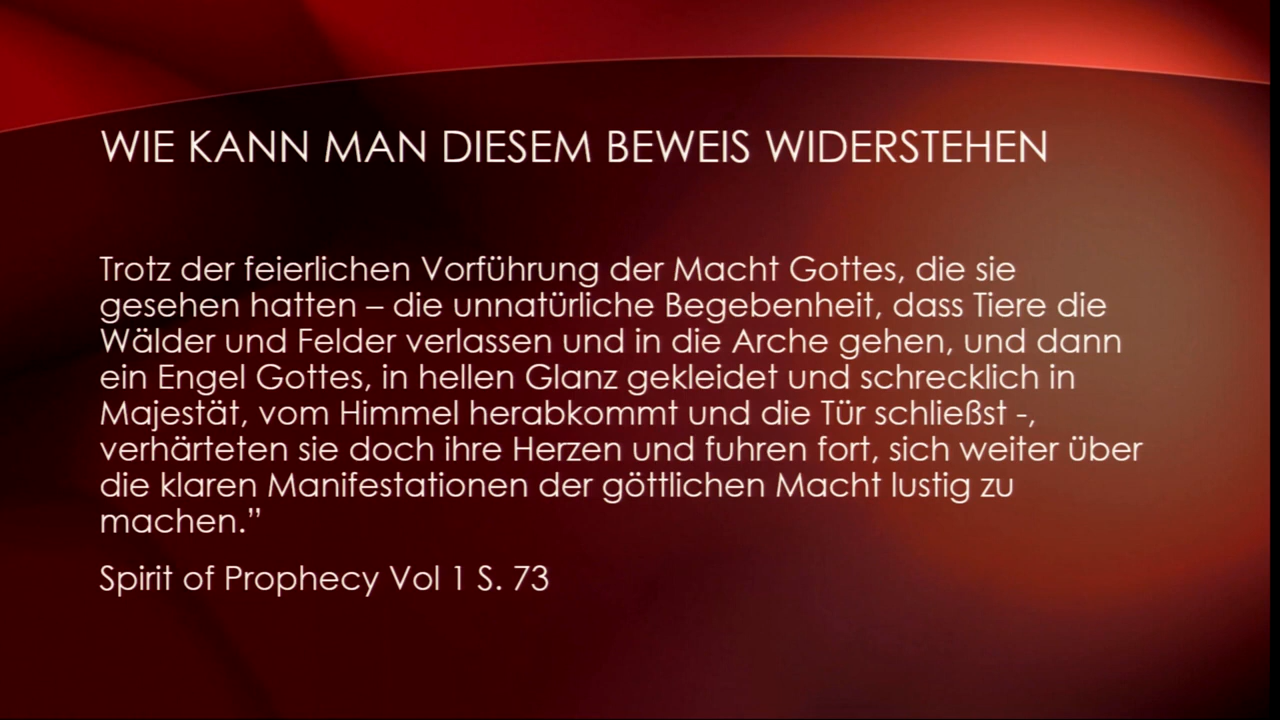 WIE KANN MAN DIESEM BEWEIS WIDERSTEHEN
Trotz der feierlichen Vorführung der Macht Gottes, die sie
gesehen hatten – die unnatürliche Begebenheit, dass Tiere die
Wälder und Felder verlassen und in die Arche gehen, und dann
ein Engel Gottes, in hellen Glanz gekleidet und schrecklich in
Majestät, vom Himmel herabkommt und die Tür schließst -,
verhärteten sie doch ihre Herzen und fuhren fort, sich weiter über
die klaren Manifestationen der göttlichen Macht lustig zu
machen.”
Spirit of Prophecy Vol 1 S. 73